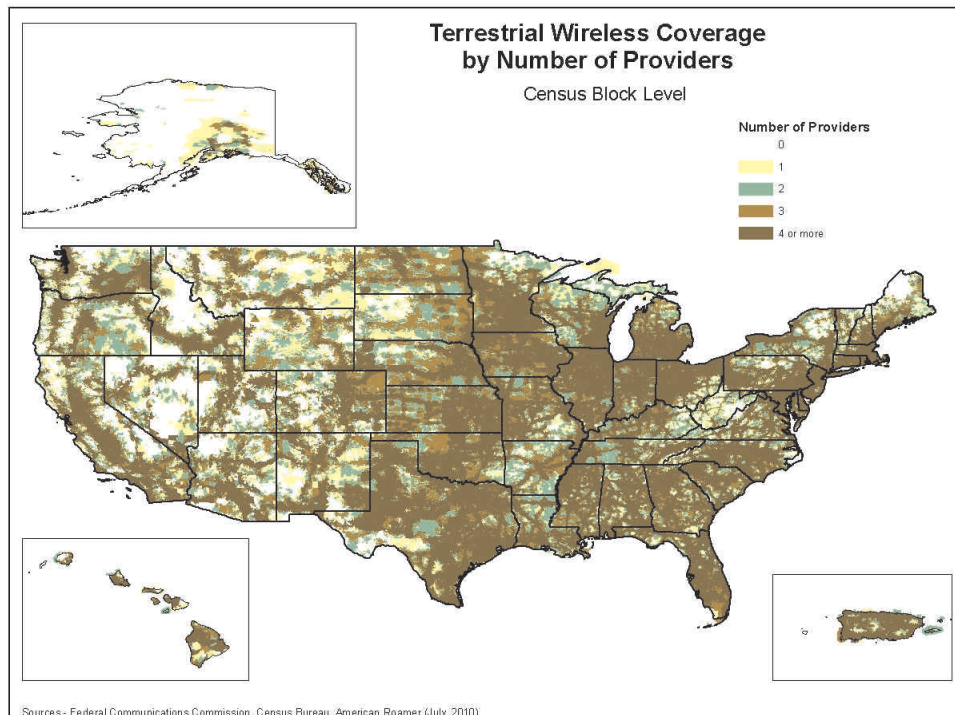 Terrestrial Wireless Coverage
by Number of Providers
Census Block Level
Number of Providers
0
1
2
3
4 or more
Sources - Federal Communications Commission, Census Bureau, American Roamer (July, 2010)